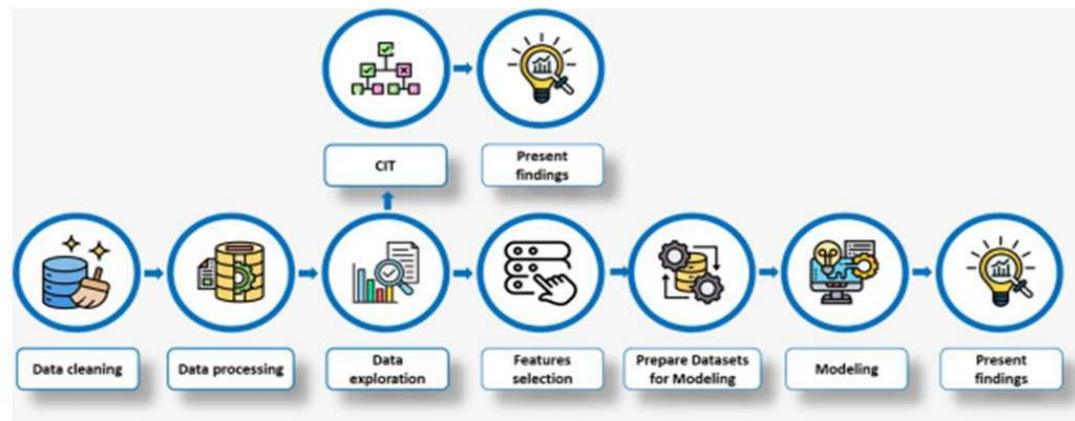 CIT
Present
findings
Data cleaning
Data processing
Data
exploration
Features
selection
Prepare Datasets
for Modeling
Modeling
Present
findings